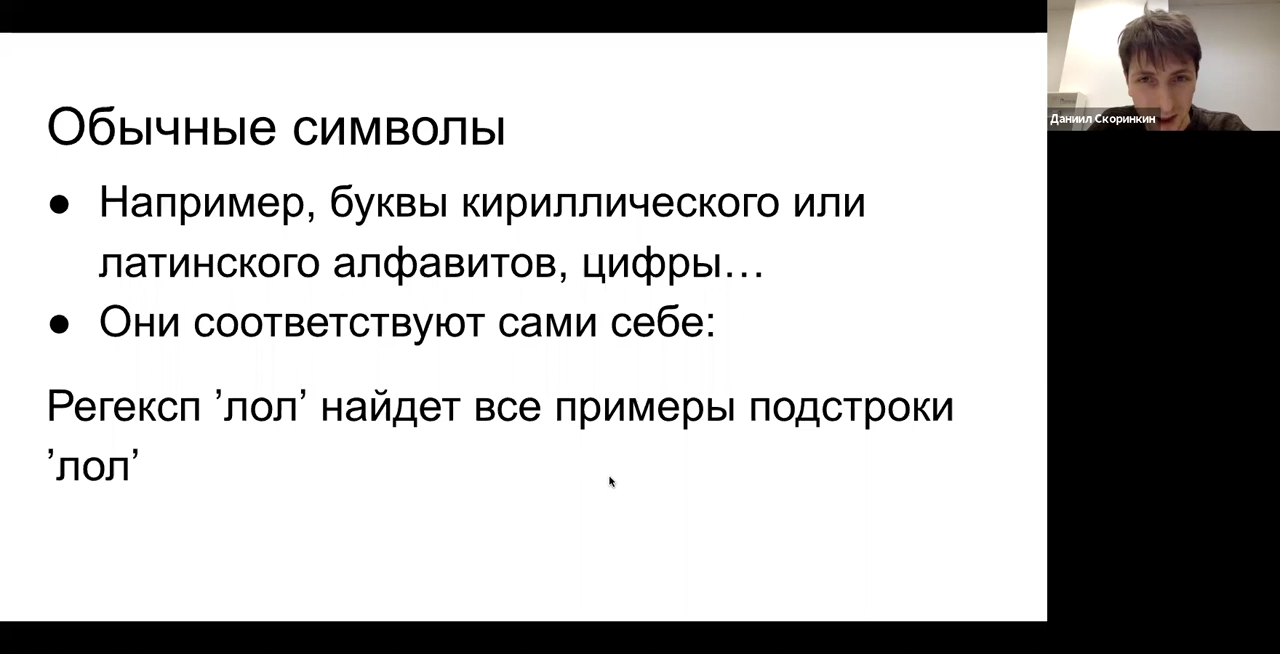 Обычные символы
● Например, буквы кириллического или
латинского алфавитов, цифры…
● Они соответствуют сами себе:
Регексп ’лол’ найдет все примеры подстроки
’лол’
Даниил Скоринкин